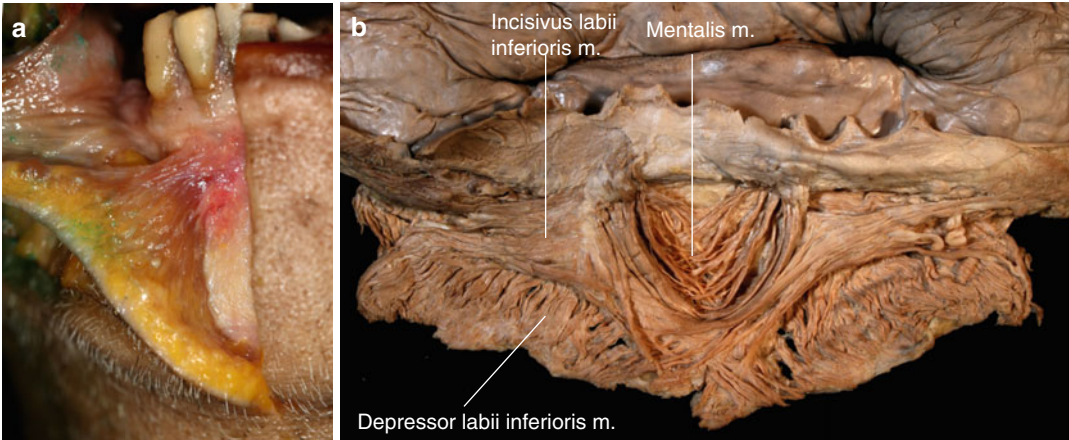 a
b
Incisivus labii
inferioris m.
Mentalis m.
Depressor labii inferioris m.